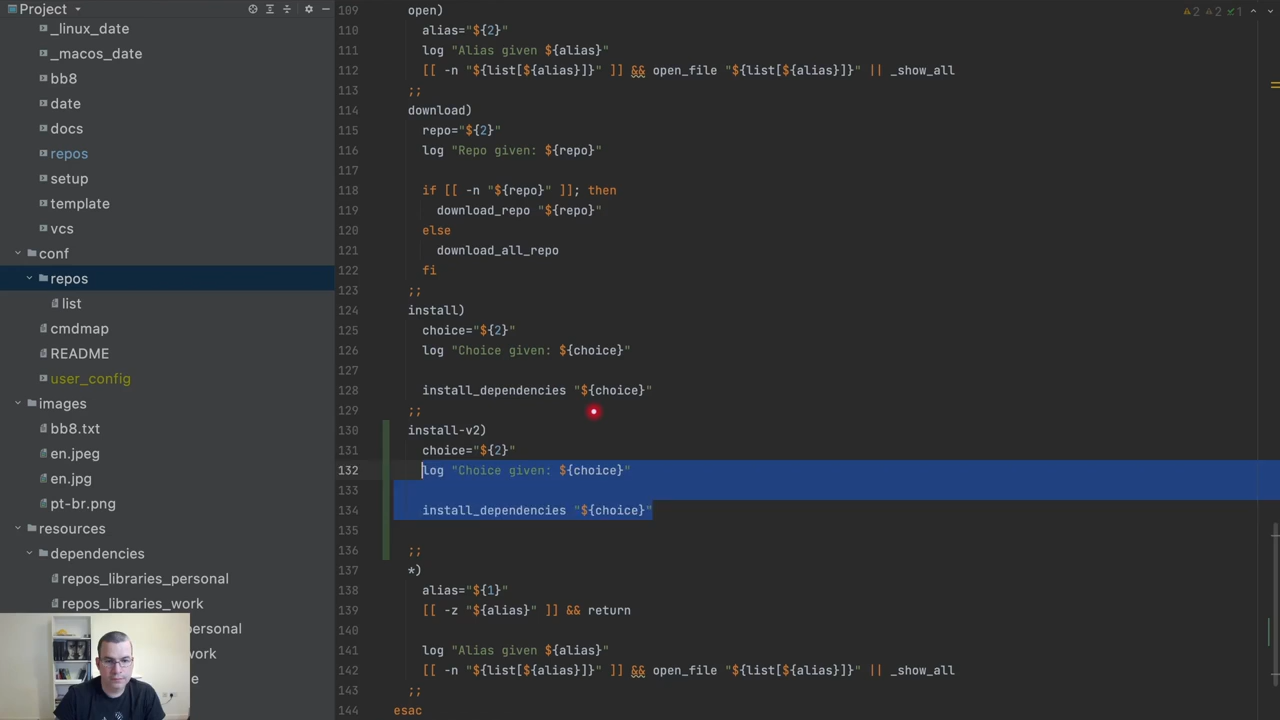 Project
_linux_date
_macos_date
bb8
date
docs
repos
setup
template
vcs
conf
repos
list
cmdmap
README
user_config
images
bb8.txt
en.jpeg
en.jpg
pt-br.png
resources
dependencies
repos_libraries_personal
repos_libraries_work
personal
work
109 open)
110 alias="${2}"
111 log "Alias given ${alias}"
112 [[ -n "${list[${alias}]}" ]] && open_file "${list[${alias}]}" || _show_all
113 ;;
114 download)
115 repo="${2}"
116 log "Repo given: ${repo}"
117
118 if [[ -n "${repo}" ]]; then
119 download_repo "${repo}"
120 else
121 download_all_repo
122 fi
123 ;;
124 install)
125 choice="${2}"
126 log "Choice given: ${choice}"
127
128 install_dependencies "${choice}"
129 ;;
130 install-v2)
131 choice="${2}"
132 log "Choice given: ${choice}"
133
134 install_dependencies "${choice}"
135
136 ;;
137 *)
138 alias="${1}"
139 [[ -z "${alias}" ]] && return
140
141 log "Alias given ${alias}"
142 [[ -n "${list[${alias}]}" ]] && open_file "${list[${alias}]}" || _show_all
143 ;;
144 esac
2 2 1